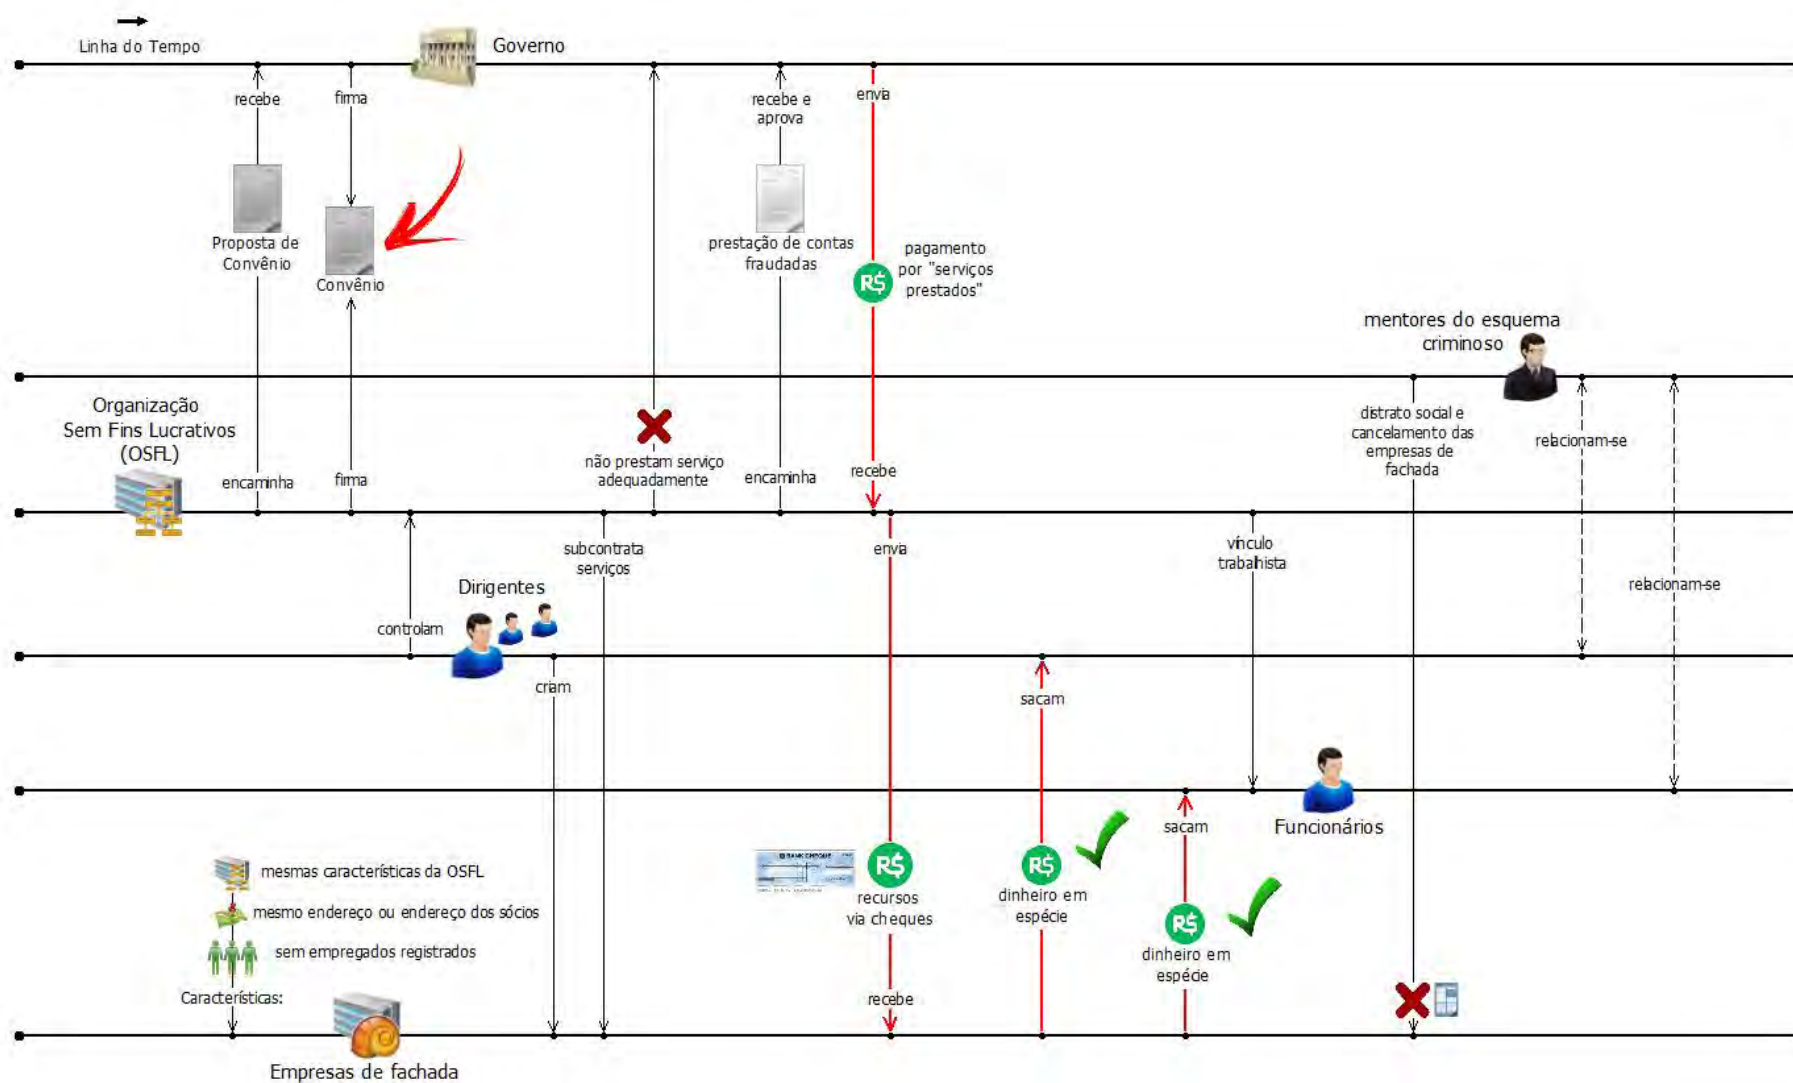 Linha do Tempo
Governo
recebe
firma
recebe e
aprova
envia
Proposta de
Convênio
Convênio
prestação de contas
fraudadas
R$
pagamento
por "serviços
prestados"
mentores do esquema
criminoso
Organização
Sem Fins Lucrativos
(OSFL)
encaminha
firma
não prestam serviço
adequadamente
encaminha
recebe
distrato social e
cancelamento das
empresas de
fachada
relacionam-se
subcontrata
serviços
envia
vínculo
trabalhista
Dirigentes
controlam
relacionam-se
criam
sacam
sacam
Funcionários
mesmas características da OSFL
mesmo endereço ou endereço dos sócios
sem empregados registrados
Características:
BANK CHEQUE
R$
recursos
via cheques
R$
dinheiro em
espécie
R$
dinheiro em
espécie
recebe
Empresas de fachada